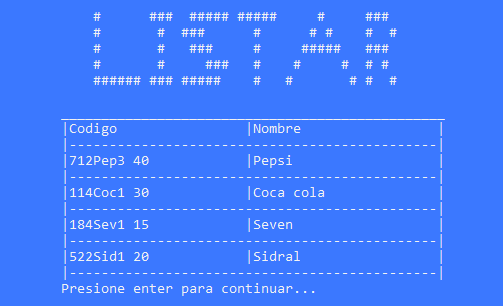 LISTAR
|Codigo |Nombre |
|712Pep3 40 |Pepsi |
|114Coc1 30 |Coca cola |
|184Sev1 15 |Seven |
|522Sid1 20 |Sidral |
Presione enter para continuar...